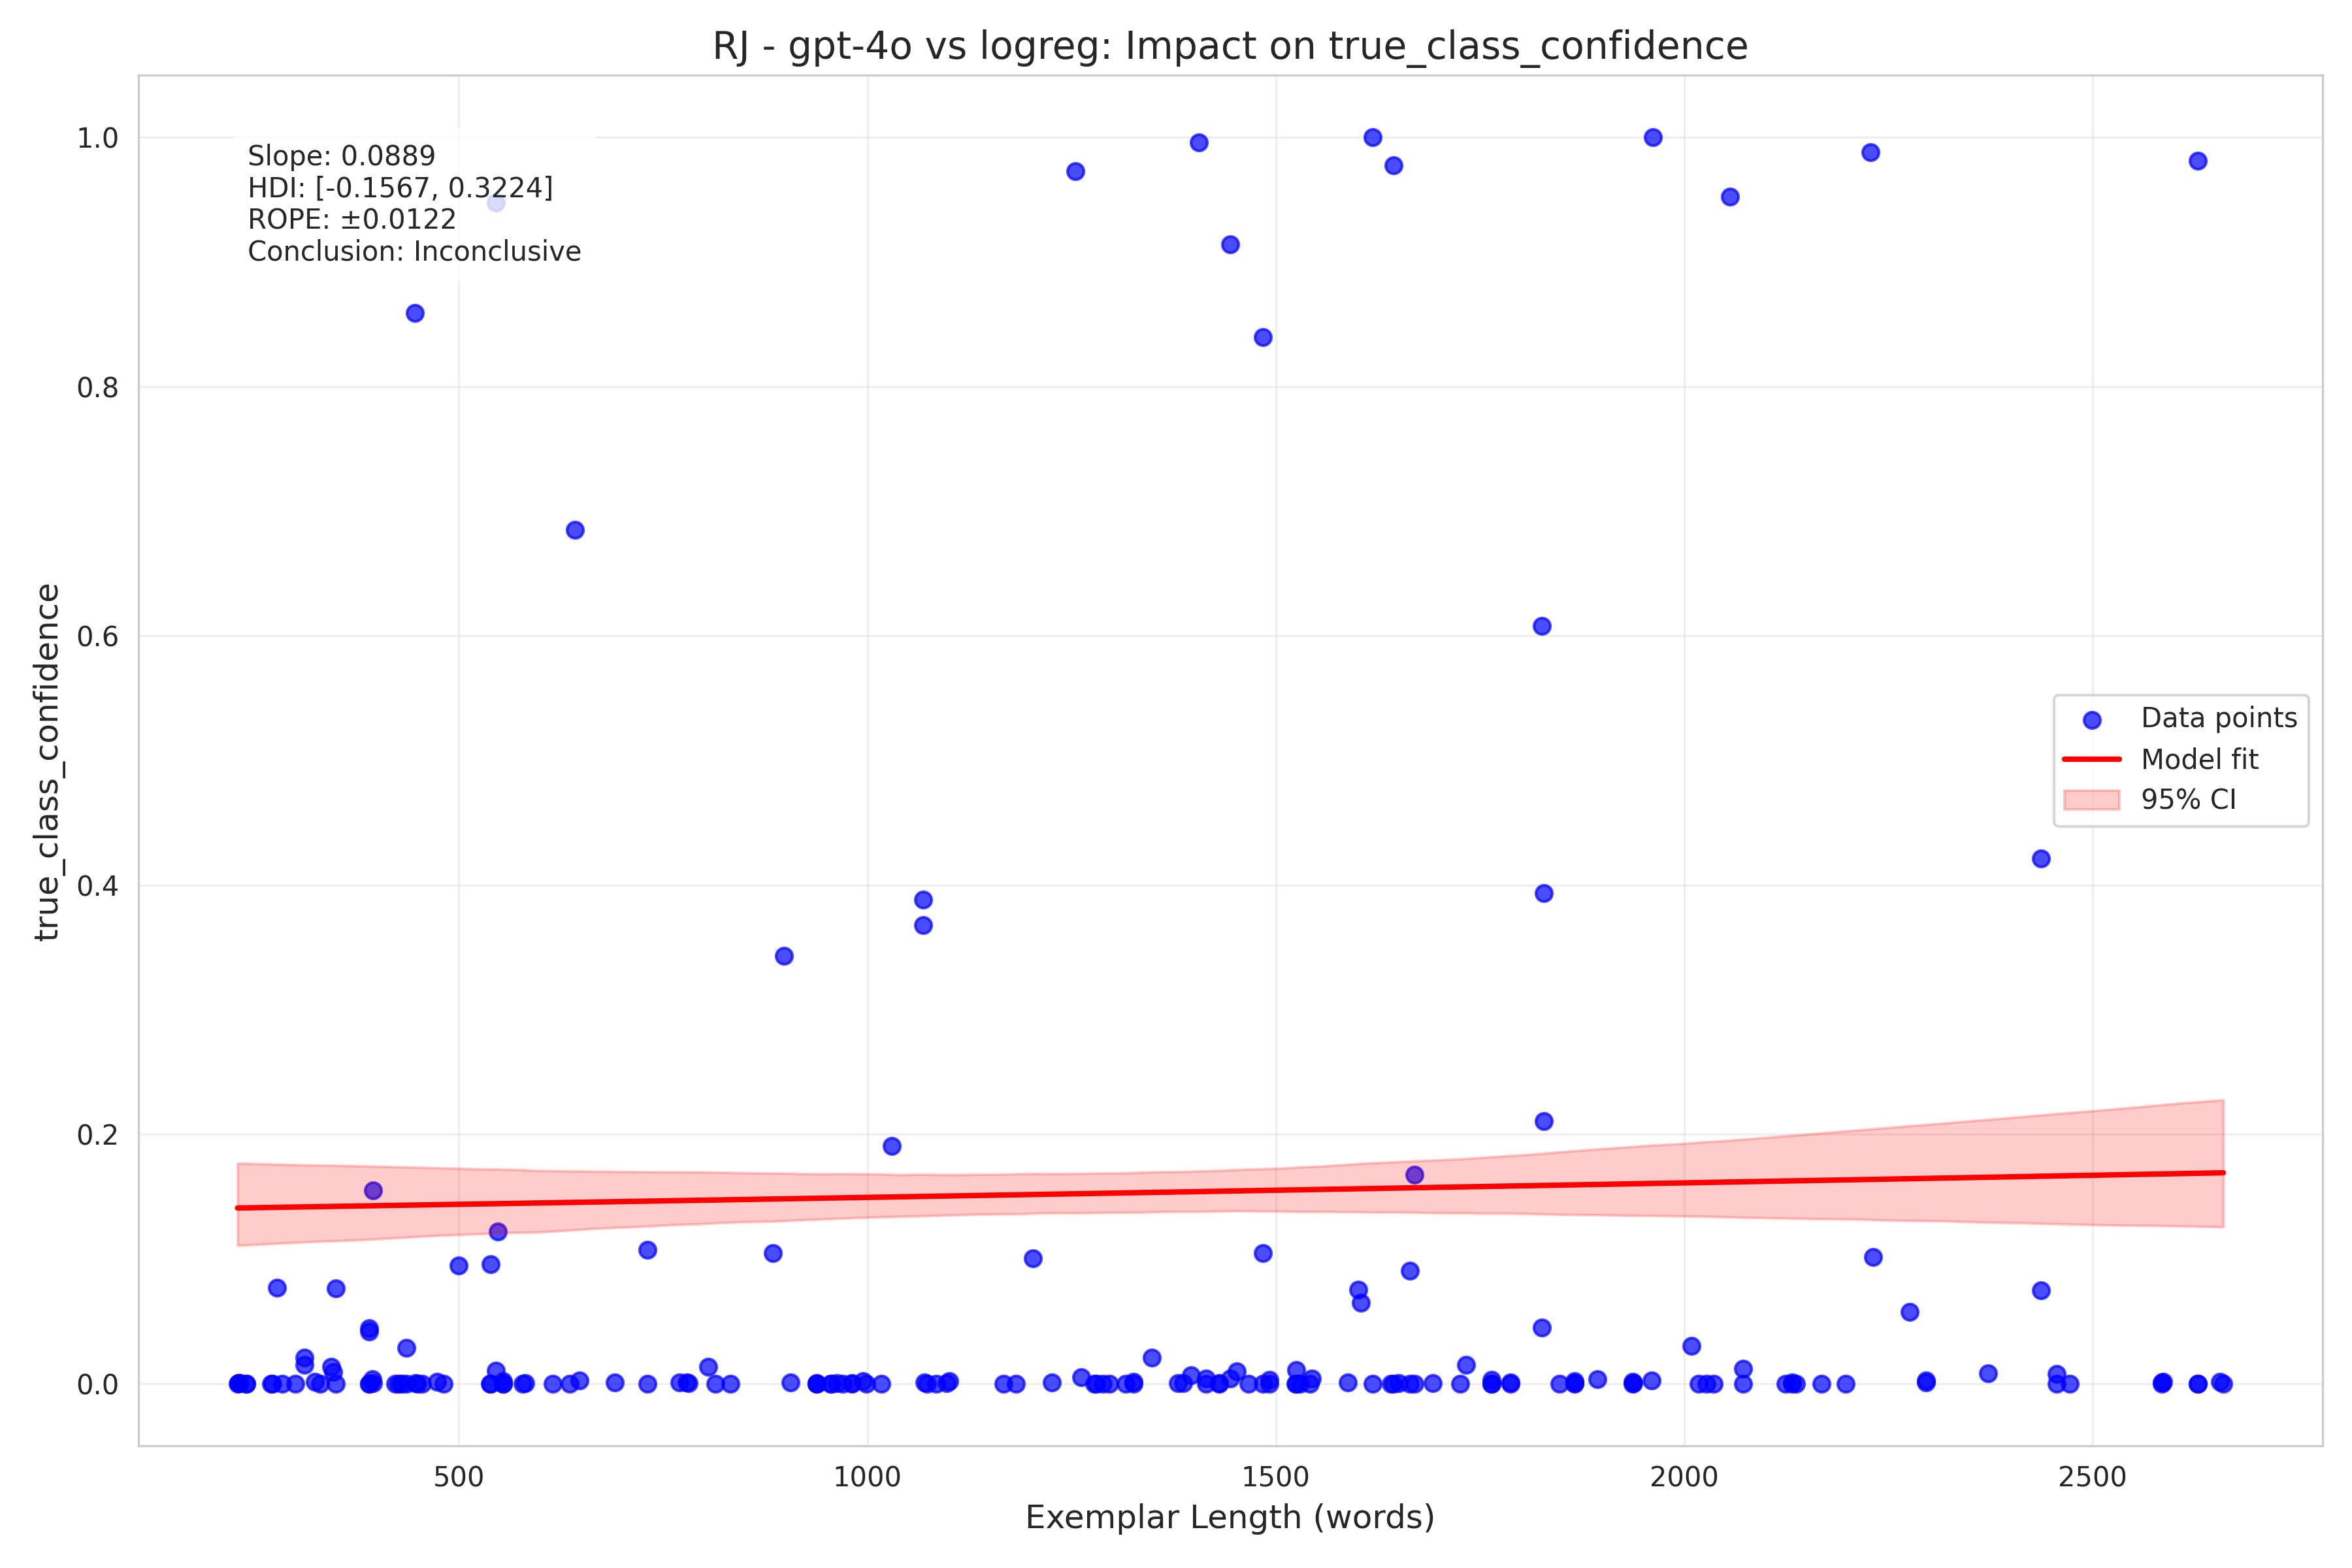 RJ - gpt-4o vs logreg: Impact on true_class_confidence
Slope: 0.0889
HDI: [-0.1567, 0.3224]
ROPE: ±0.0122
Conclusion: Inconclusive
true_class_confidence
1.0
0.8
0.6
0.4
0.2
0.0
Data points
Model fit
95% CI
500
1000
1500
2000
2500
Exemplar Length (words)